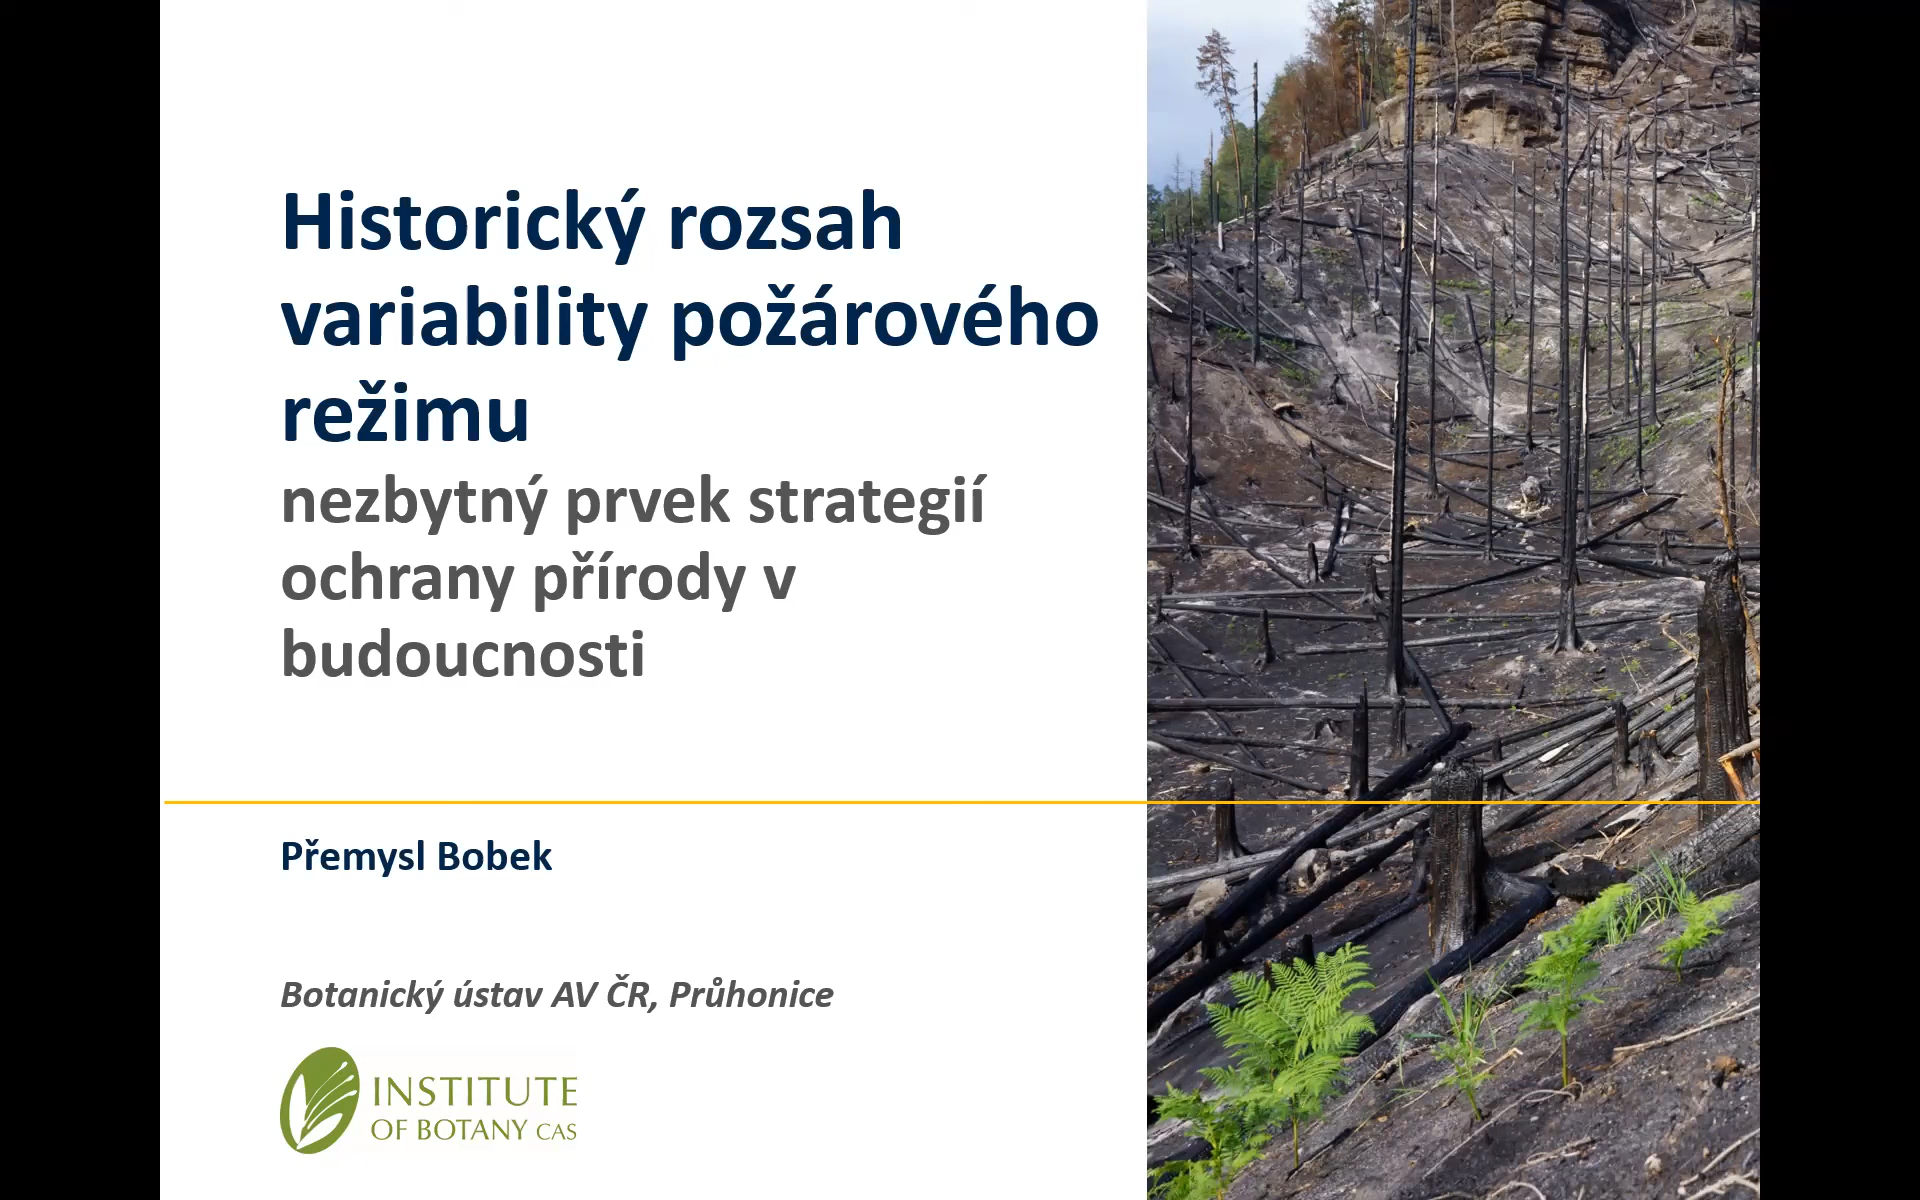 Historický rozsah
variability požárového
režimu
nezbytný prvek strategií
ochrany přírody v
budoucnosti
Přemysl Bobek
Botanický ústav AV ČR, Průhonice
INSTITUTE
OF BOTANY CAS